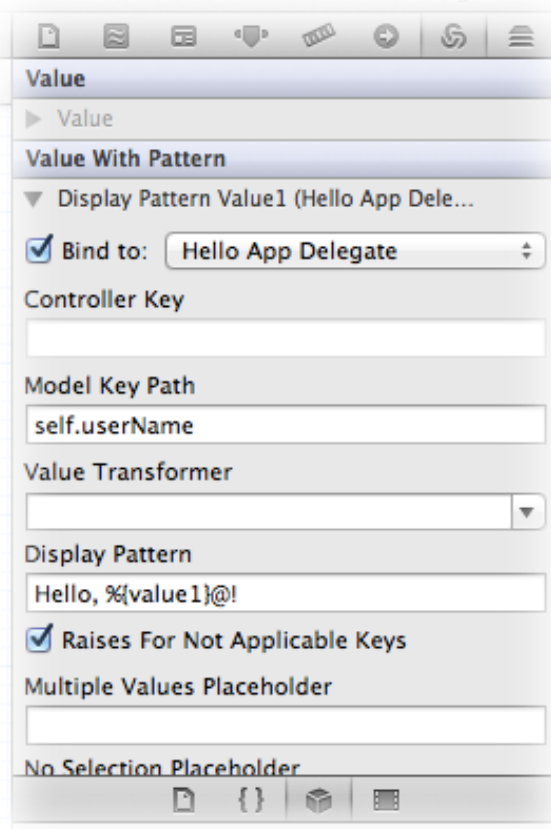 Value
Value
Value With Pattern
Display Pattern Value1 (Hello App Dele...
Bind to: Hello App Delegate
Controller Key
Model Key Path
self.userName
Value Transformer
Display Pattern
Hello, %{value1}@!
Raises For Not Applicable Keys
Multiple Values Placeholder
No Selection Placeholder
{ }